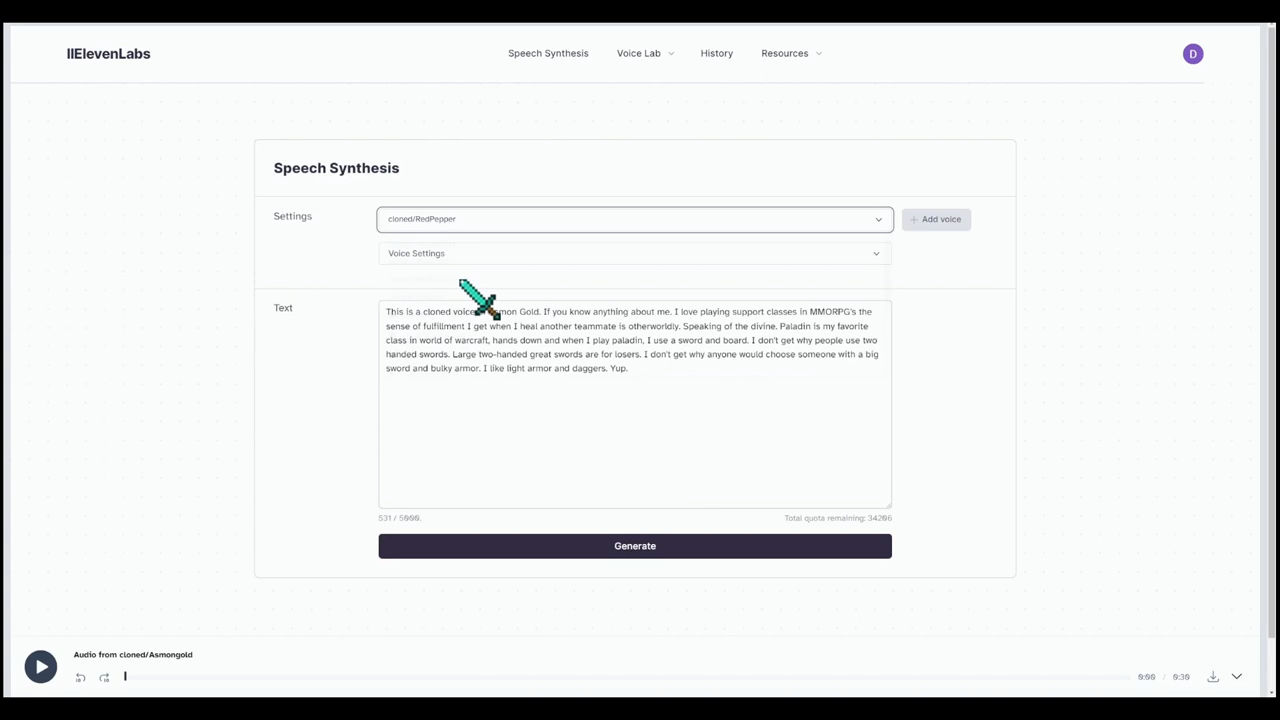 IIElevenLabs
Speech Synthesis
Voice Lab
History
Resources
D
Speech Synthesis
Settings
cloned/RedPepper
+ Add voice
Voice Settings
Text
This is a cloned voice mon Gold. If you know anything about me. I love playing support classes in MMORPG's the
sense of fulfillment I get when I heal another teammate is otherworldly. Speaking of the divine. Paladin is my favorite
class in world of warcraft, hands down and when I play paladin, I use a sword and board. I don't get why people use two
handed swords. Large two-handed great swords are for losers. I don't get why anyone would choose someone with a big
sword and bulky armor. I like light armor and daggers. Yup.
531 / 5000.
Total quota remaining: 34206
Generate
Audio from cloned/Asmongold
0:00 / 0:30